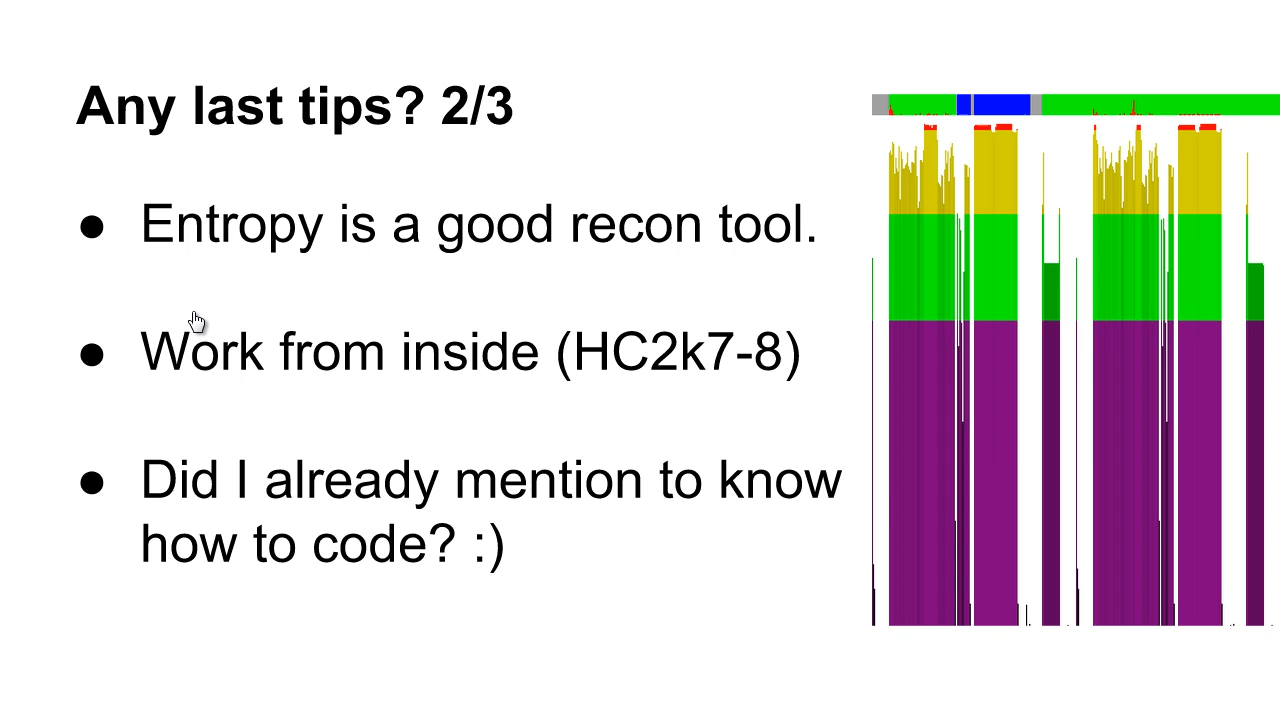 Any last tips? 2/3
● Entropy is a good recon tool.
● Work from inside (HC2k7-8)
● Did I already mention to know
how to code? :)